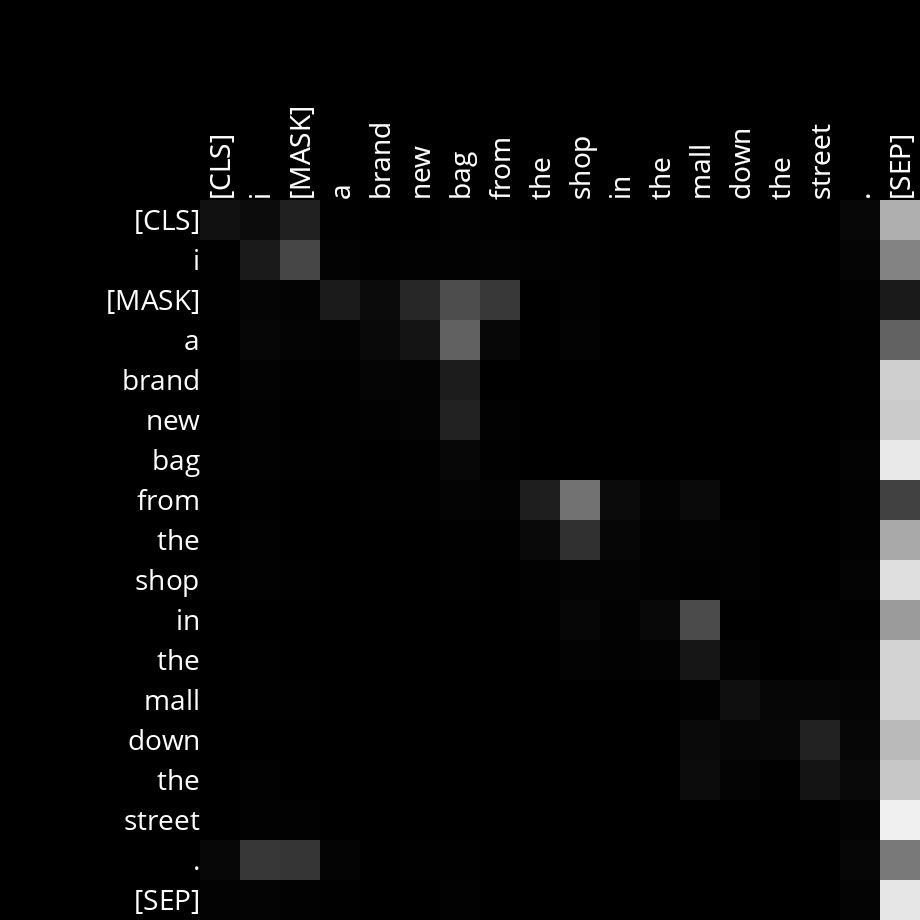 [CLS] i [MASK] a brand new bag from the shop in the mall down the street . [SEP]
[CLS]
i
[MASK]
a
brand
new
bag
from
the
shop
in
the
mall
down
the
street
.
[SEP]